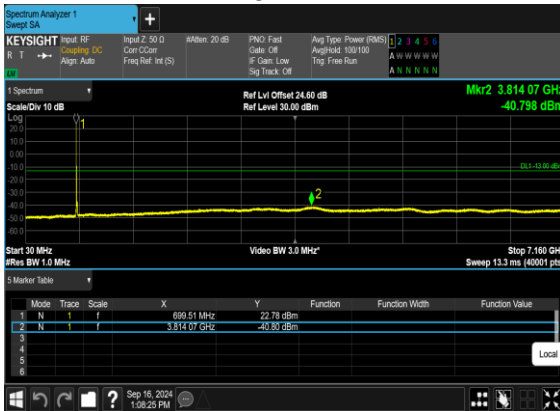 Spectrum Analyzer 1
Swept SA
+
KEYSIGHT Input: RF Input Z: 50 Ω #Atten: 20 dB PNO: Fast Avg Type: Power (RMS) 1 2 3 4 5 6
R T Coupling: DC Corr CCorr Gate: Off Avg|Hold: 100/100 A W W W W W
Align: Auto Freq Ref: Int (S) IF Gain: Low Trig: Free Run
Sig Track: Off A N N N N N
1 Spectrum
Ref Lvl Offset 24.60 dB Mkr2 3.814 07 GHz
Scale/Div 10 dB Ref Level 30.00 dBm -40.798 dBm
Log
20.0
10.0
0.00
-10.0
DL1 -13.00 dBm
-20.0
-30.0
-40.0
-50.0
-60.0
1
2
Start 30 MHz Video BW 3.0 MHz* Stop 7.160 GHz
#Res BW 1.0 MHz Sweep 13.3 ms (40001 pts)
5 Marker Table
Mode Trace Scale X Y Function Function Width Function Value
1 N 1 f 699.51 MHz 22.78 dBm
2 N 1 f 3.814 07 GHz -40.80 dBm
3
4
5
6
Local
?
Sep 16, 2024
1:08:25 PM